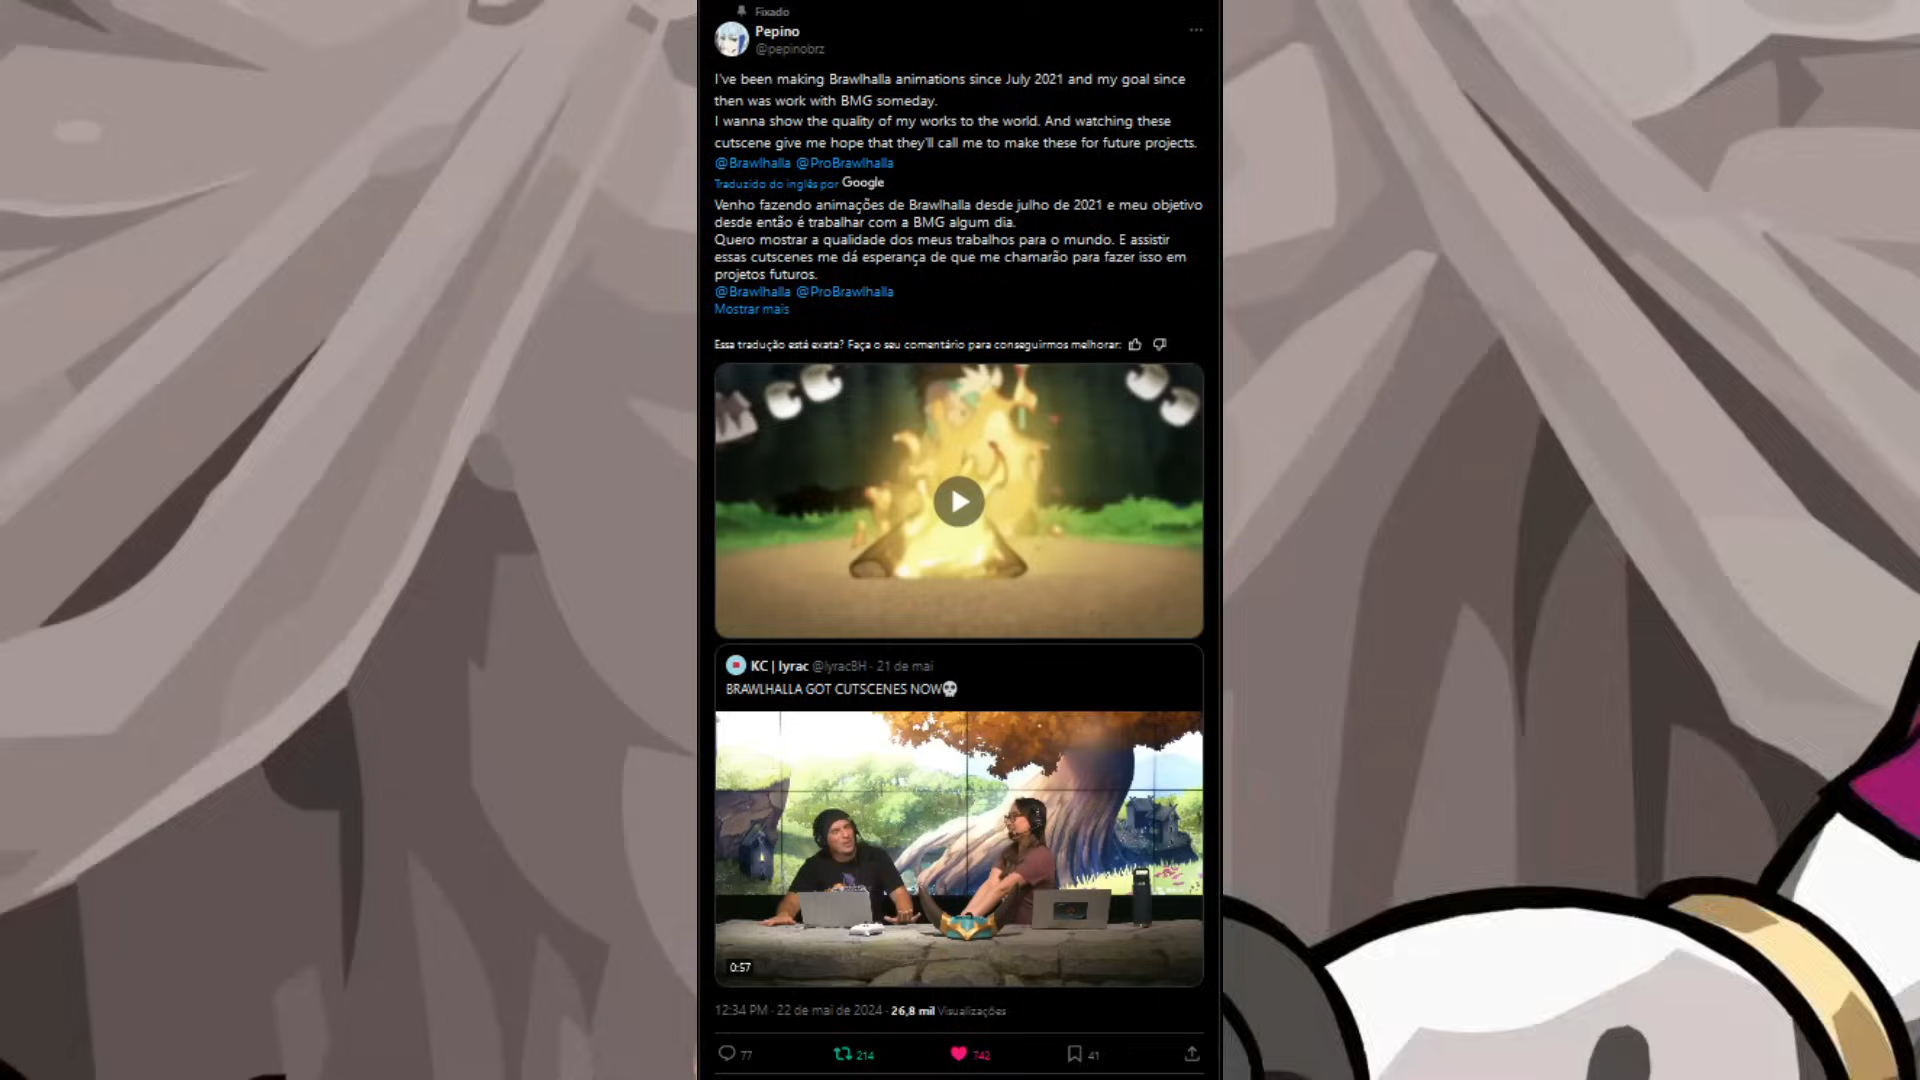 Fixado
Pepino
@pepinobrz
I've been making Brawlhalla animations since July 2021 and my goal since
then was work with BMG someday.
I wanna show the quality of my works to the world. And watching these
cutscene give me hope that they'll call me to make these for future projects.
@Brawlhalla @ProBrawlhalla
Traduzido do inglês por Google
Venho fazendo animações de Brawlhalla desde julho de 2021 e meu objetivo
desde então é trabalhar com a BMG algum dia.
Quero mostrar a qualidade dos meus trabalhos para o mundo. E assistir
essas cutscenes me dá esperança de que me chamarão para fazer isso em
projetos futuros.
@Brawlhalla @ProBrawlhalla
Mostrar mais
Essa tradução está exata? Faça o seu comentário para conseguirmos melhorar:
KC | lyrac @lyracBH · 21 de mai
BRAWLHALLA GOT CUTSCENES NOW💀
0:57
12:34 PM · 22 de mai de 2024 · 26,8 mil Visualizações
77 214 742 41